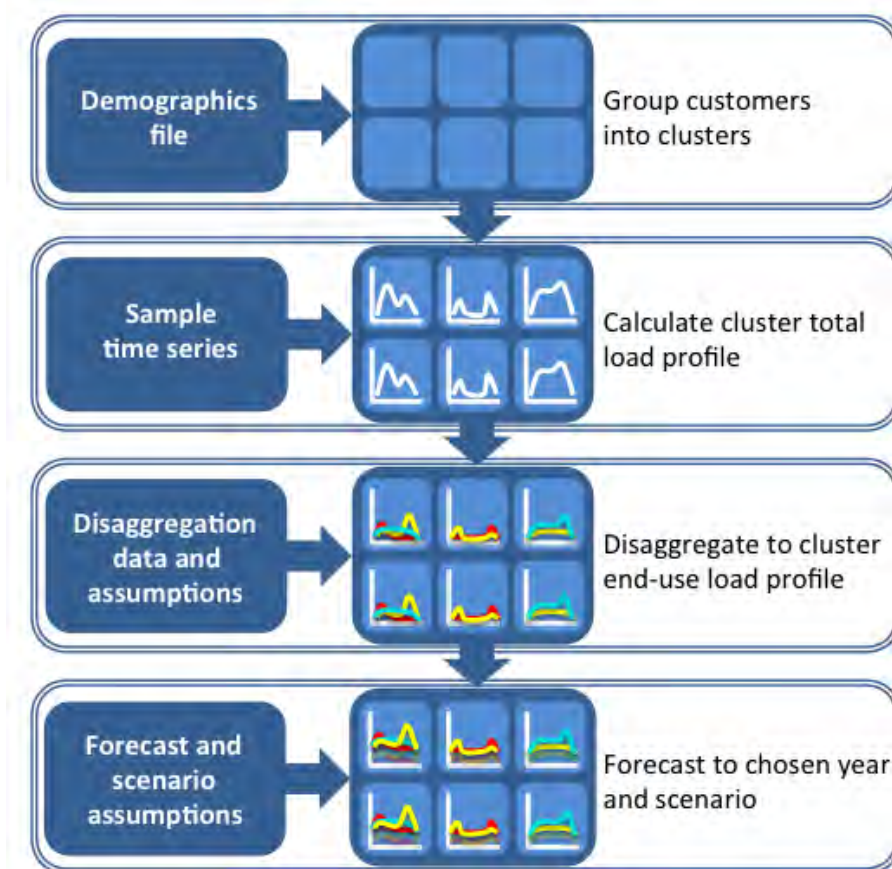 Demographics
file
Group customers
into clusters
Sample
time series
Calculate cluster total
load profile
Disaggregation
data and
assumptions
Disaggregate to cluster
end-use load profile
Forecast and
scenario
assumptions
Forecast to chosen year
and scenario